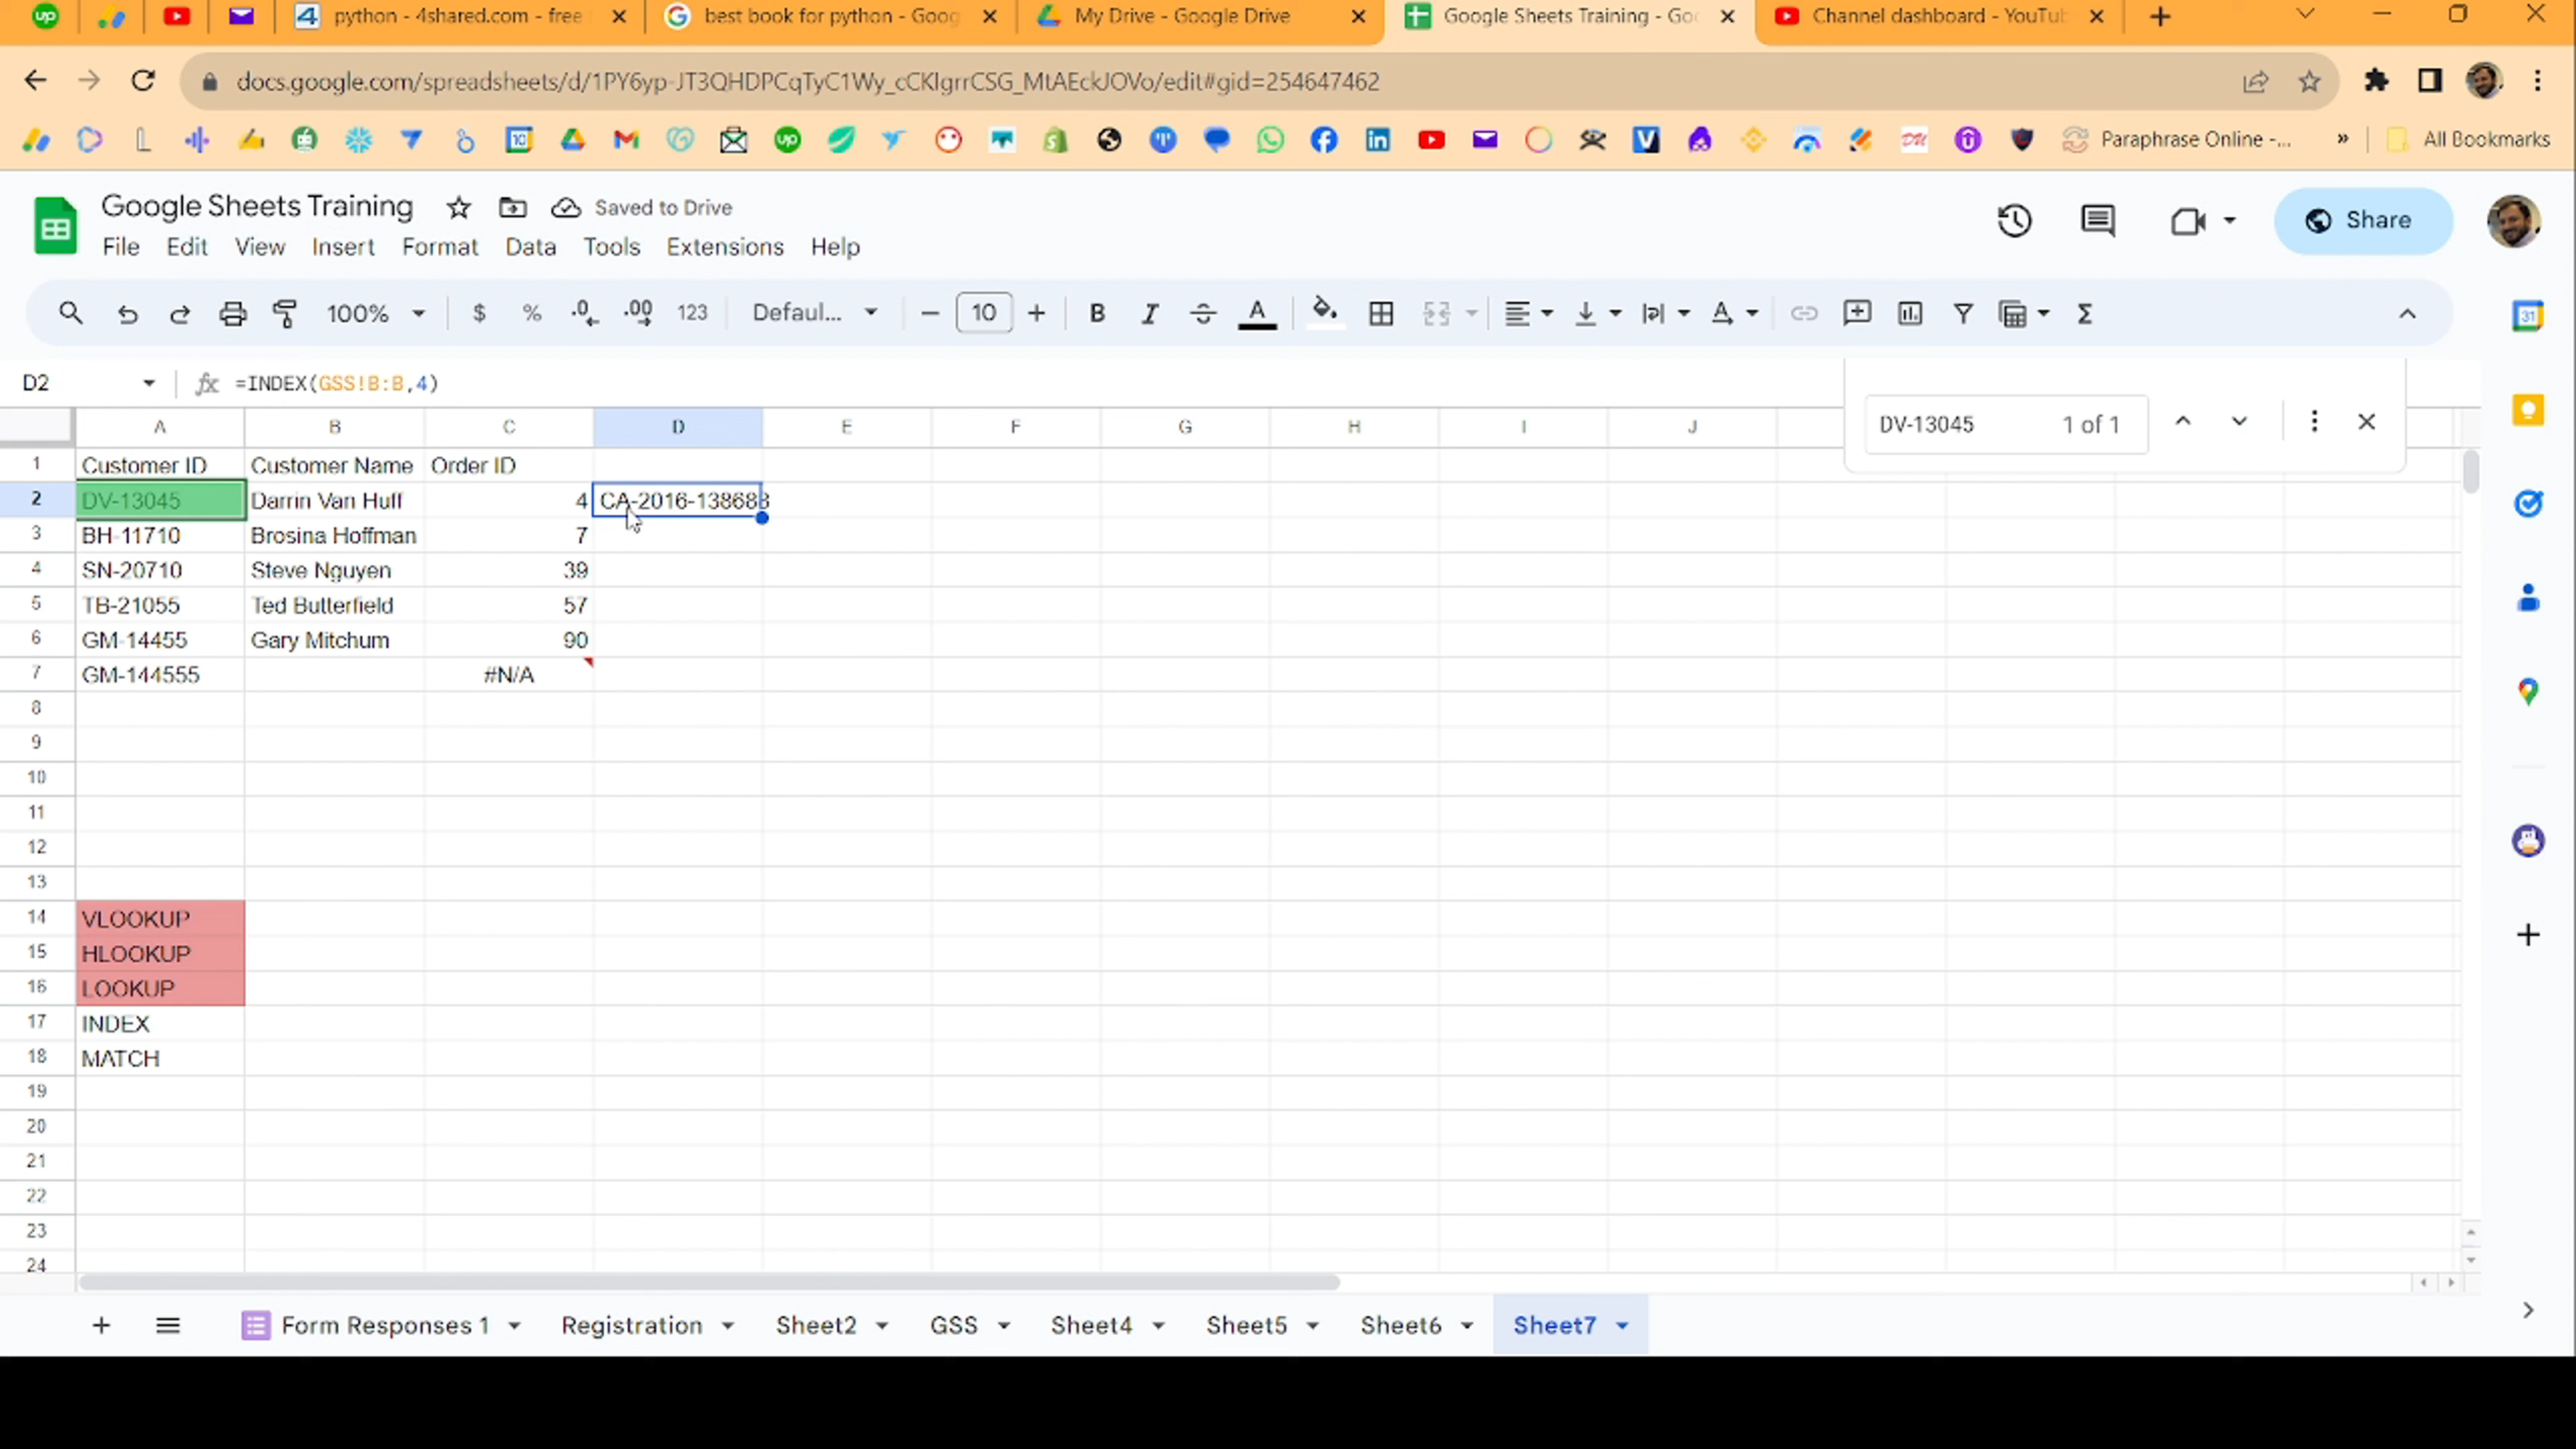 python - 4shared.com - free
best book for python - Goog
My Drive - Google Drive
Google Sheets Training - Goo
Channel dashboard - YouTub
docs.google.com/spreadsheets/d/1PY6yp-JT3QHDPCqTyC1Wy_cCKIgrrCSG_MtAEckJOVo/edit#gid=254647462
Paraphrase Online -...
» All Bookmarks
Google Sheets Training Saved to Drive
File Edit View Insert Format Data Tools Extensions Help
Share
100% $ % .0 .00 123 Defaul... − 10 + B I A
D2 fx =INDEX(GSS!B:B,4)
DV-13045 1 of 1
A B C D E F G H I J
1 Customer ID Customer Name Order ID
2 DV-13045 Darrin Van Huff 4 CA-2016-138688
3 BH-11710 Brosina Hoffman 7
4 SN-20710 Steve Nguyen 39
5 TB-21055 Ted Butterfield 57
6 GM-14455 Gary Mitchum 90
7 GM-144555 #N/A
8
9
10
11
12
13
14 VLOOKUP
15 HLOOKUP
16 LOOKUP
17 INDEX
18 MATCH
19
20
21
22
23
24
Form Responses 1 Registration Sheet2 GSS Sheet4 Sheet5 Sheet6 Sheet7